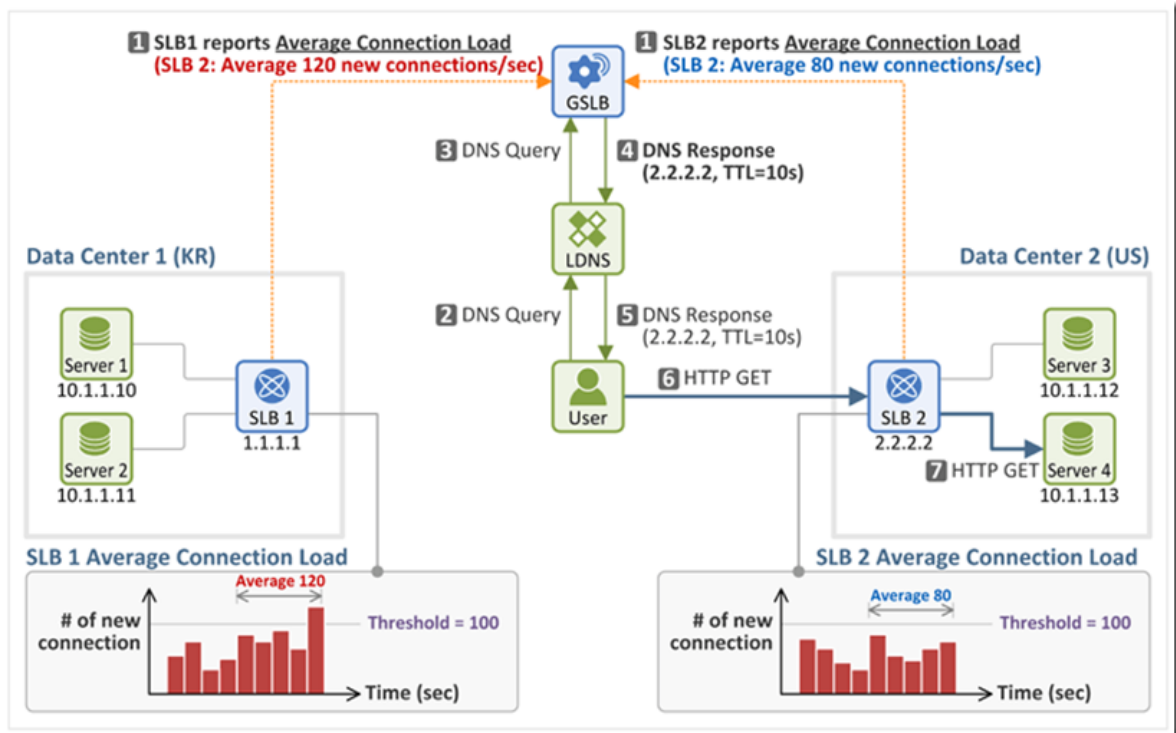 1 SLB1 reports Average Connection Load
(SLB 2: Average 120 new connections/sec)
1 SLB2 reports Average Connection Load
(SLB 2: Average 80 new connections/sec)
GSLB
3 DNS Query
4 DNS Response
(2.2.2.2, TTL=10s)
LDNS
2 DNS Query
5 DNS Response
(2.2.2.2, TTL=10s)
User
6 HTTP GET
Data Center 1 (KR)
Server 1
10.1.1.10
Server 2
10.1.1.11
SLB 1
1.1.1.1
Data Center 2 (US)
SLB 2
2.2.2.2
Server 3
10.1.1.12
7 HTTP GET
Server 4
10.1.1.13
SLB 1 Average Connection Load
Average 120
# of new
connection
Threshold = 100
Time (sec)
SLB 2 Average Connection Load
Average 80
# of new
connection
Threshold = 100
Time (sec)